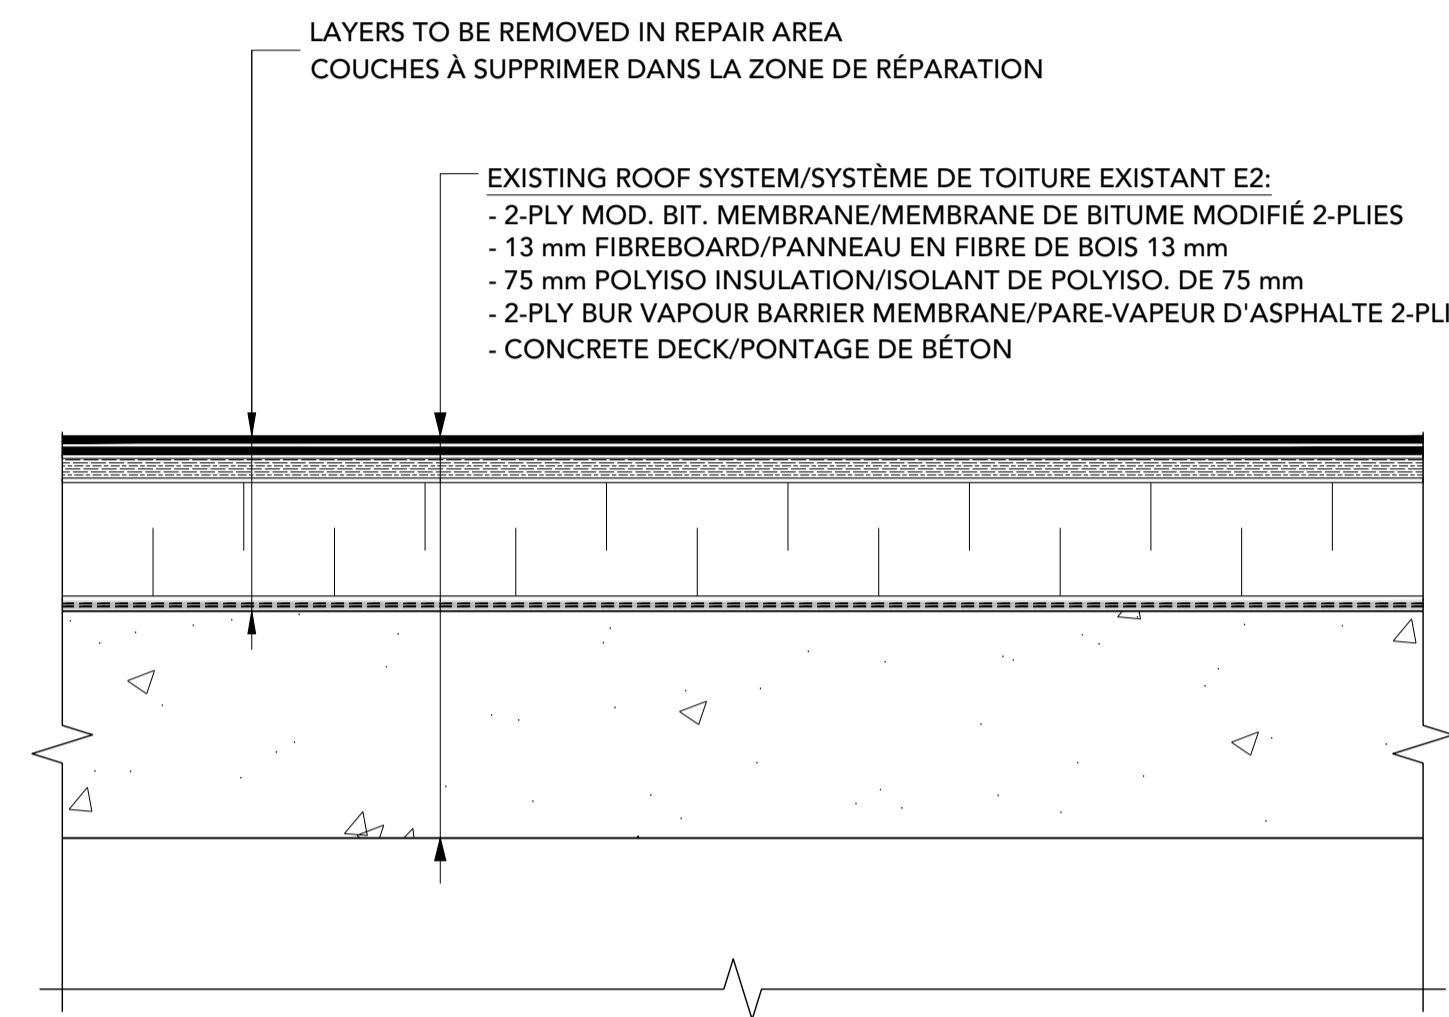 LAYERS TO BE REMOVED IN REPAIR AREA
COUCHES À SUPPRIMER DANS LA ZONE DE RÉPARATION
EXISTING ROOF SYSTEM/SYSTÈME DE TOITURE EXISTANT E2:
- 2-PLY MOD. BIT. MEMBRANE/MEMBRANE DE BITUME MODIFIÉ 2-PLIES
- 13 mm FIBREBOARD/PANNEAU EN FIBRE DE BOIS 13 mm
- 75 mm POLYISO INSULATION/ISOLANT DE POLYISO. DE 75 mm
- 2-PLY BUR VAPOUR BARRIER MEMBRANE/PARE-VAPEUR D'ASPHALTE 2-PLI
- CONCRETE DECK/PONTAGE DE BÉTON